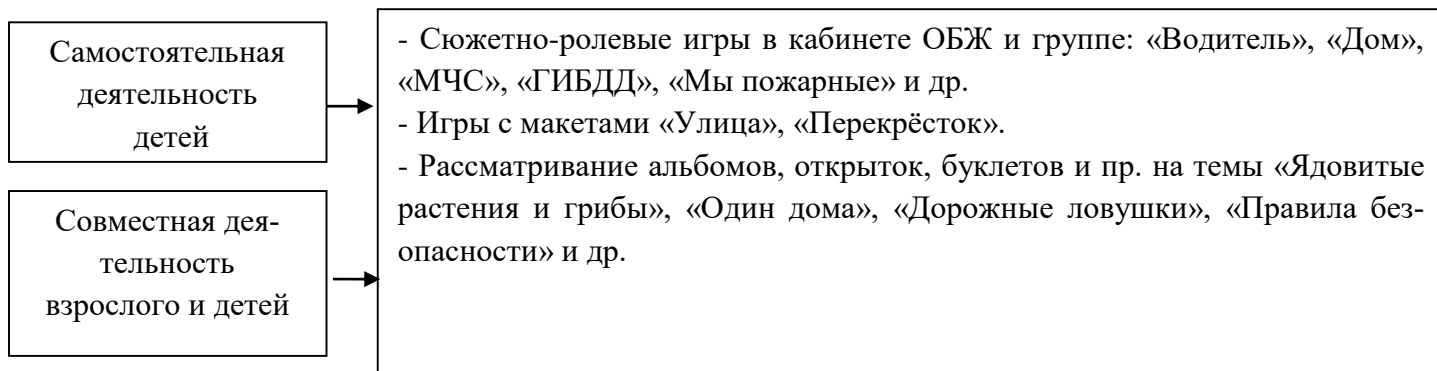 Самостоятельная
деятельность
детей
Совместная дея-
тельность
взрослого и детей
- Сюжетно-ролевые игры в кабинете ОБЖ и группе: «Водитель», «Дом»,
«МЧС», «ГИБДД», «Мы пожарные» и др.
- Игры с макетами «Улица», «Перекрёсток».
- Рассматривание альбомов, открыток, буклетов и пр. на темы «Ядовитые
растения и грибы», «Один дома», «Дорожные ловушки», «Правила без-
опасности» и др.